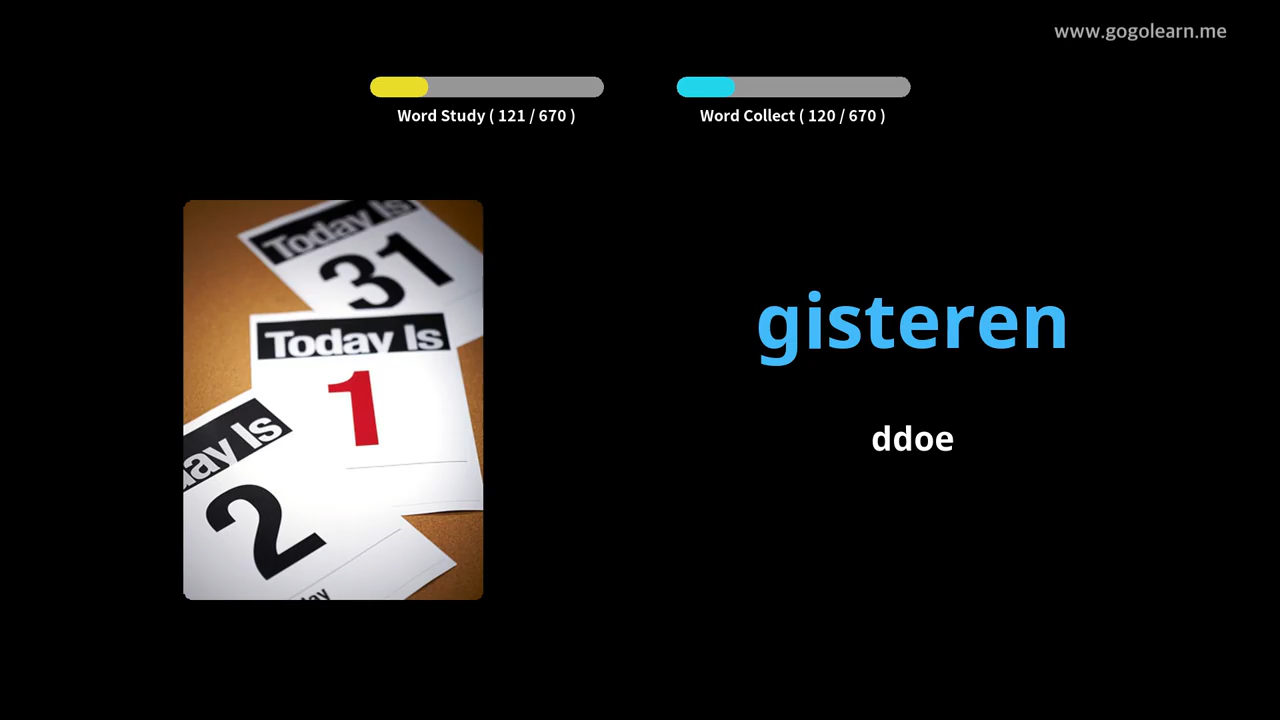 www.gogolearn.me
Word Study ( 121 / 670 )
Word Collect ( 120 / 670 )
Today Is
31
Today Is
1
ay Is
2
ay
gisteren
ddoe